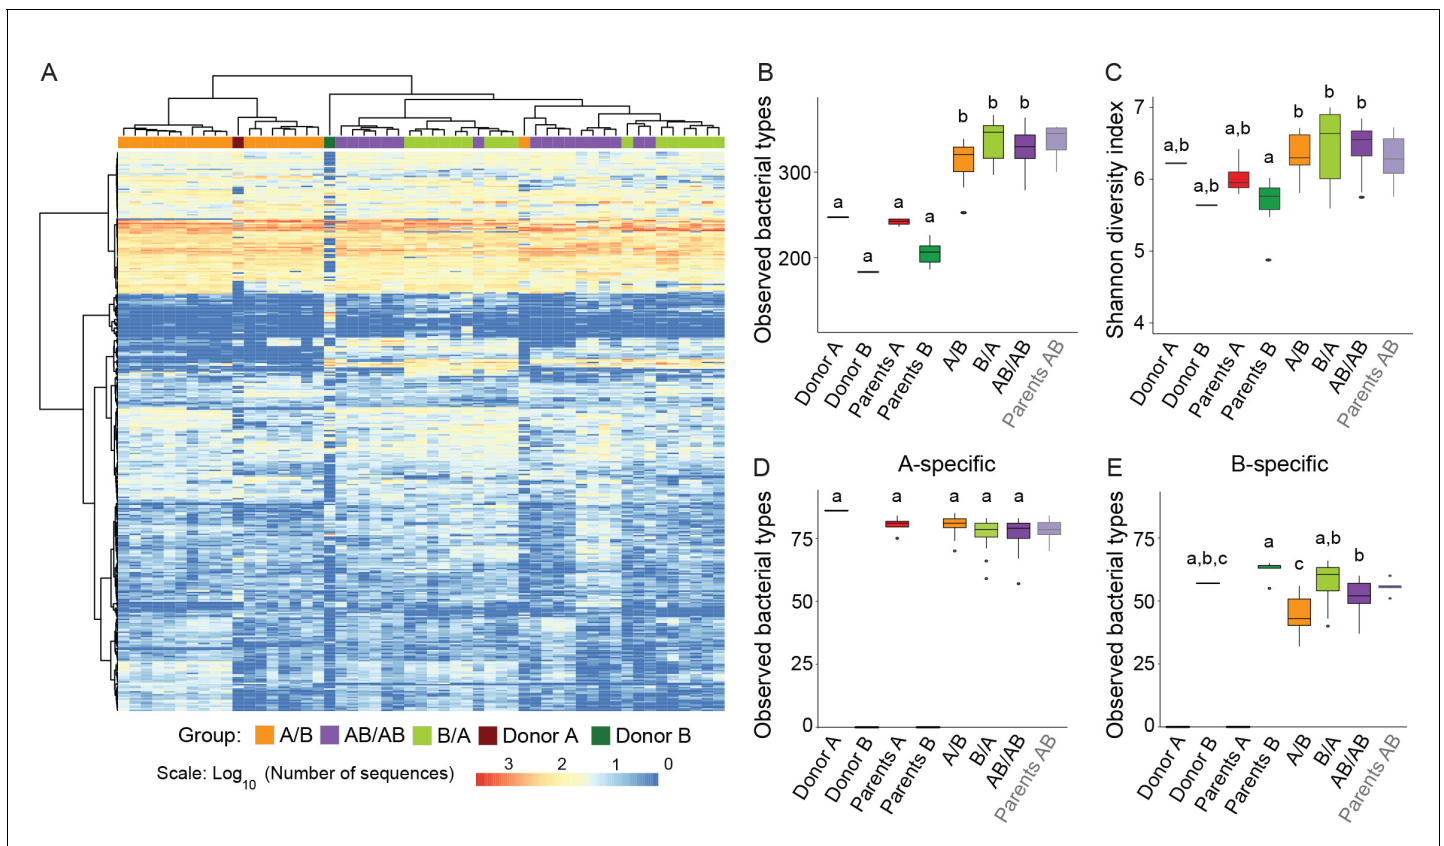 A
Group: A/B AB/AB B/A Donor A Donor B
Scale: Log10 (Number of sequences) 3 2 1 0
B
Observed bacterial types
300
200
a
a
a
a
b
b
b
Donor A
Donor B
Parents A
Parents B
A/B
B/A
AB/AB
Parents AB
C
Shannon diversity index
7
6
5
4
a,b
a,b
a,b
a
b
b
b
Donor A
Donor B
Parents A
Parents B
A/B
B/A
AB/AB
Parents AB
D
A-specific
Observed bacterial types
75
50
25
0
a
a
a
a
a
Donor A
Donor B
Parents A
Parents B
A/B
B/A
AB/AB
Parents AB
E
B-specific
Observed bacterial types
75
50
25
0
a,b,c
a
c
a,b
b
Donor A
Donor B
Parents A
Parents B
A/B
B/A
AB/AB
Parents AB